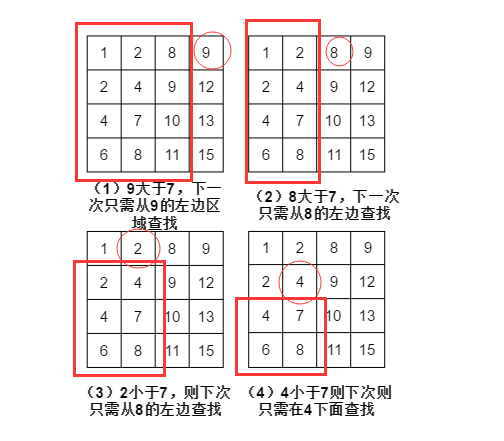 1 2 8 9
2 4 9 12
4 7 10 13
6 8 11 15
（1）9大于7，下一
次只需从9的左边区
域查找
1 2 8 9
2 4 9 12
4 7 10 13
6 8 11 15
（2）8大于7，下一次
只需从8的左边查找
1 2 8 9
2 4 9 12
4 7 10 13
6 8 11 15
（3）2小于7，则下次
只需从8的左边查找
1 2 8 9
2 4 9 12
4 7 10 13
6 8 11 15
（4）4小于7则下次则
只需在4下面查找